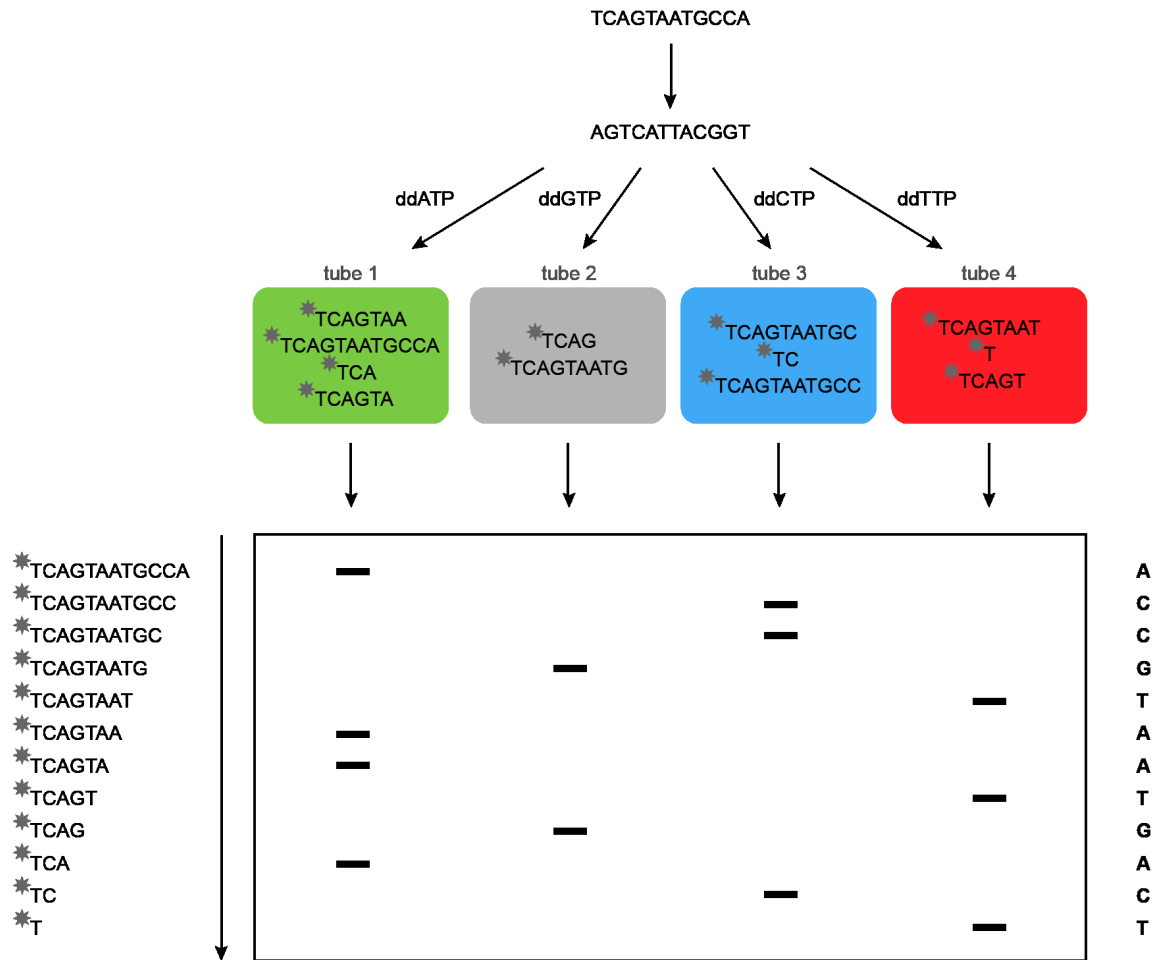 TCAGTAATGCCA
AGTCATTACGGT
ddATP ddGTP ddCTP ddTTP
tube 1 tube 2 tube 3 tube 4
TCAGTAA
TCAGTAATGCCA
TCA
TCAGTA
TCAG
TCAGTAATG
TCAGTAATGC
TC
TCAGTAATGCC
TCAGTAAT
T
TCAGT
TCAGTAATGCCA A
TCAGTAATGCC C
TCAGTAATGC C
TCAGTAATG G
TCAGTAAT T
TCAGTAA A
TCAGTA A
TCAGT T
TCAG G
TCA A
TC C
T T